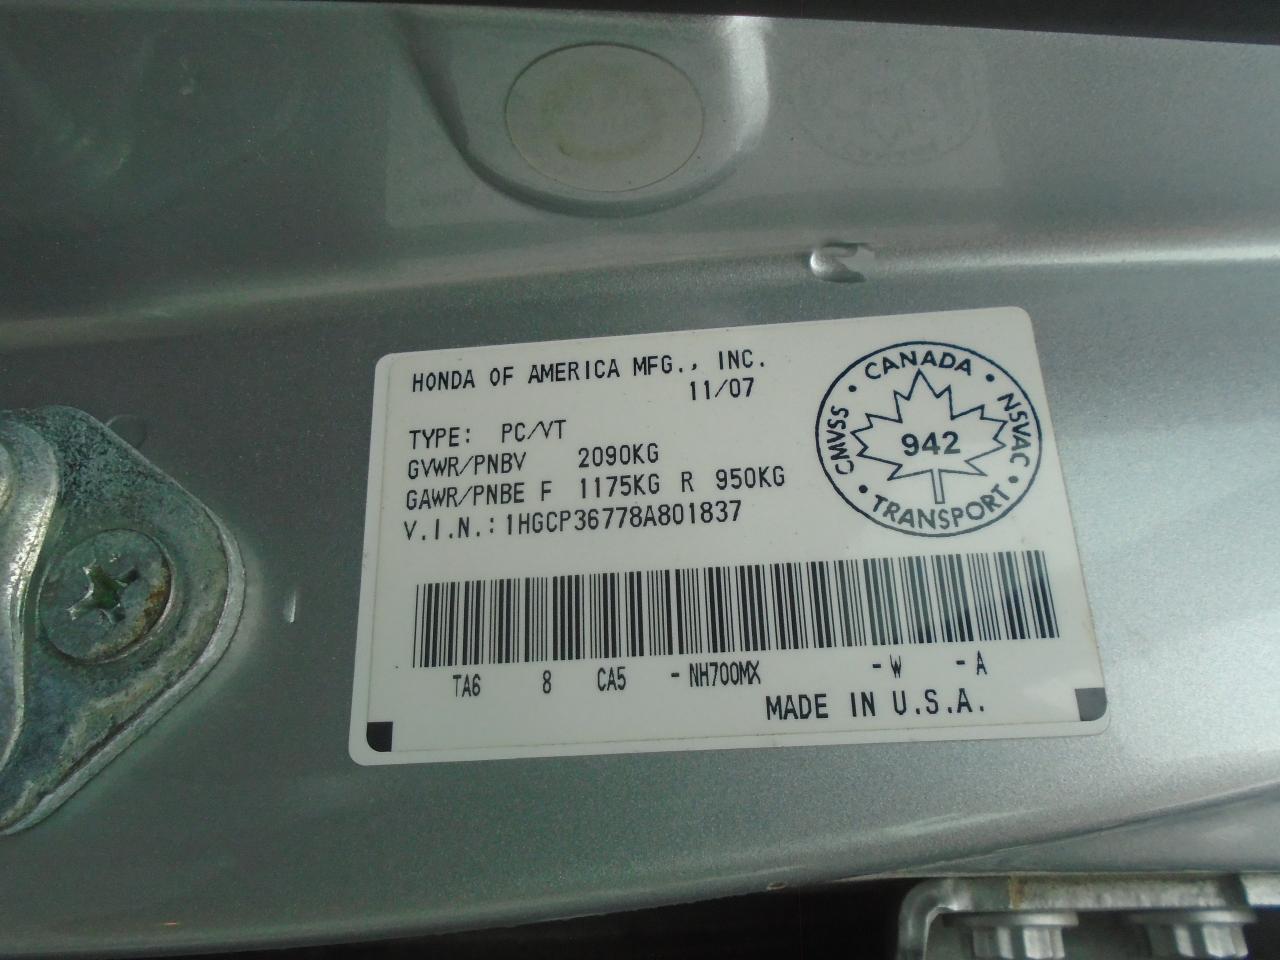 HONDA OF AMERICA MFG., INC.
11/07
TYPE: PC/VT
GVWR/PNBV 2090KG
GAWR/PNBE F 1175KG R 950KG
V.I.N.: 1HGCP36778A801837
CANADA
CMVSS 942 NSVAC
TRANSPORT
TA6 8 CA5 -NH700MX -W -A
MADE IN U.S.A.